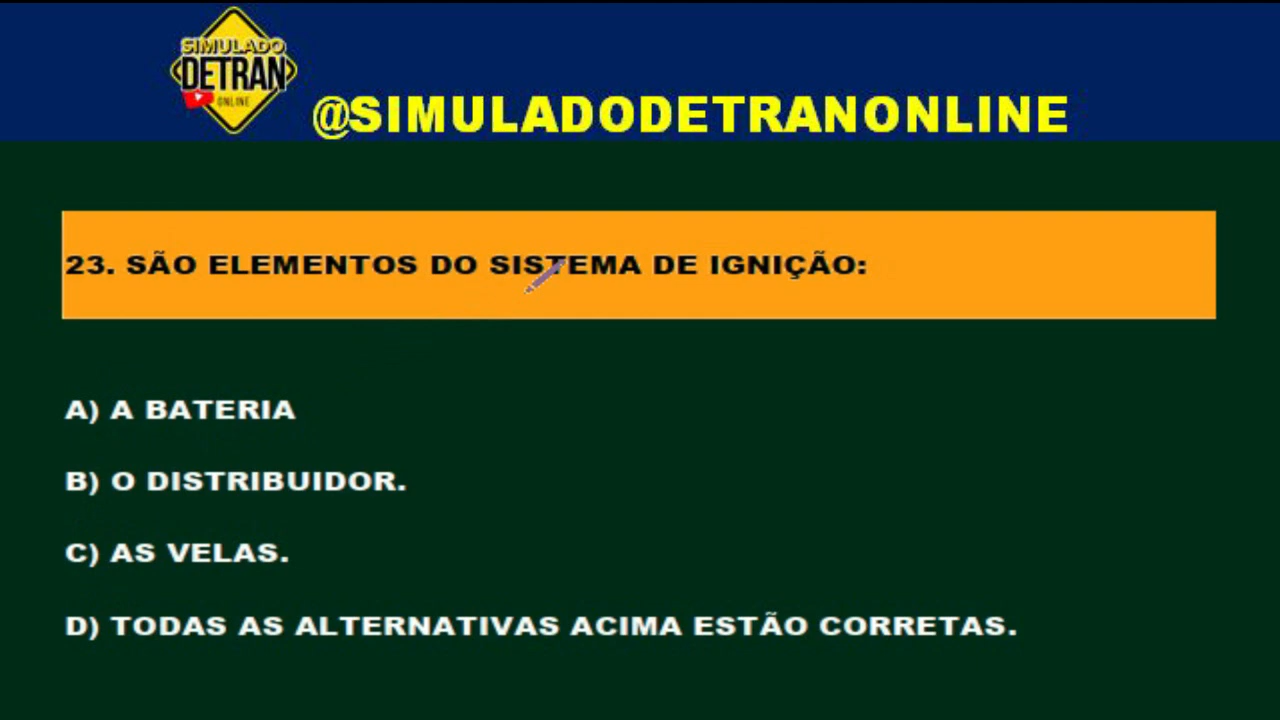 SIMULADO
DETRAN
ONLINE
@SIMULADODETRANONLINE
23. SÃO ELEMENTOS DO SISTEMA DE IGNIÇÃO:
A) A BATERIA
B) O DISTRIBUIDOR.
C) AS VELAS.
D) TODAS AS ALTERNATIVAS ACIMA ESTÃO CORRETAS.